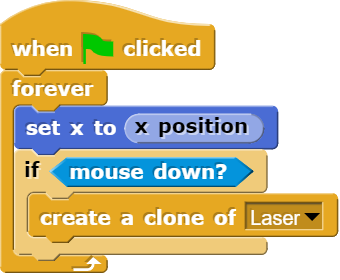 when clicked
forever
set x to x position
if mouse down?
create a clone of Laser